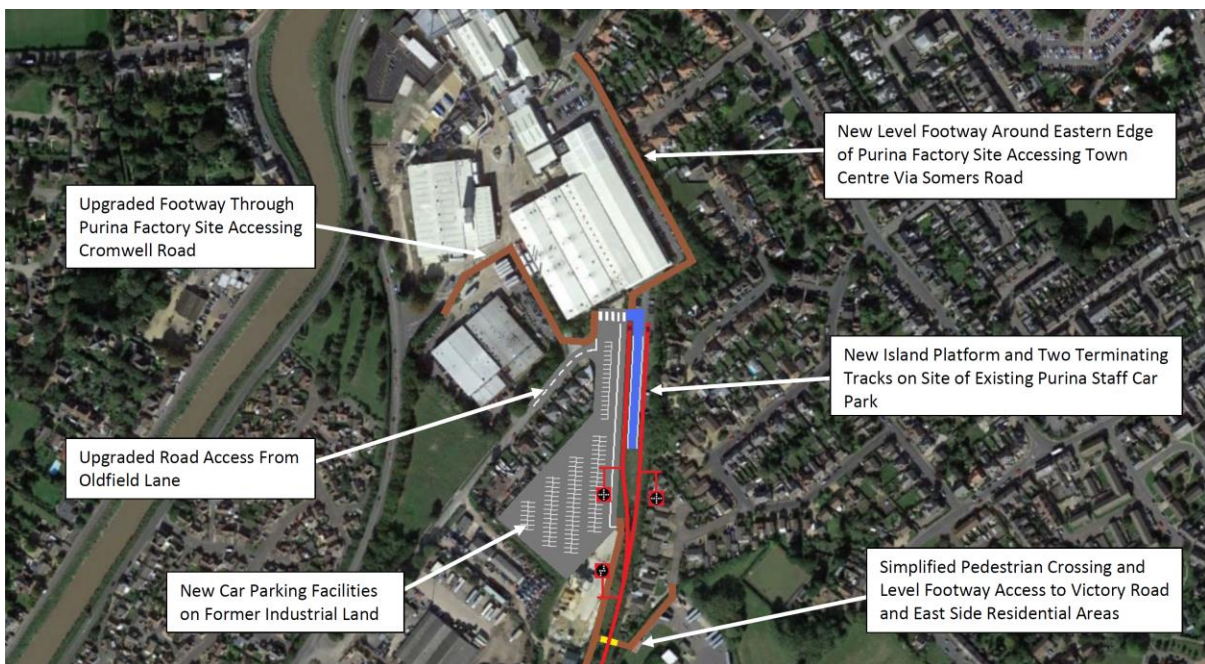 New Level Footway Around Eastern Edge
of Purina Factory Site Accessing Town
Centre Via Somers Road
Upgraded Footway Through
Purina Factory Site Accessing
Cromwell Road
New Island Platform and Two Terminating
Tracks on Site of Existing Purina Staff Car
Park
Upgraded Road Access From
Oldfield Lane
New Car Parking Facilities
on Former Industrial Land
Simplified Pedestrian Crossing and
Level Footway Access to Victory Road
and East Side Residential Areas